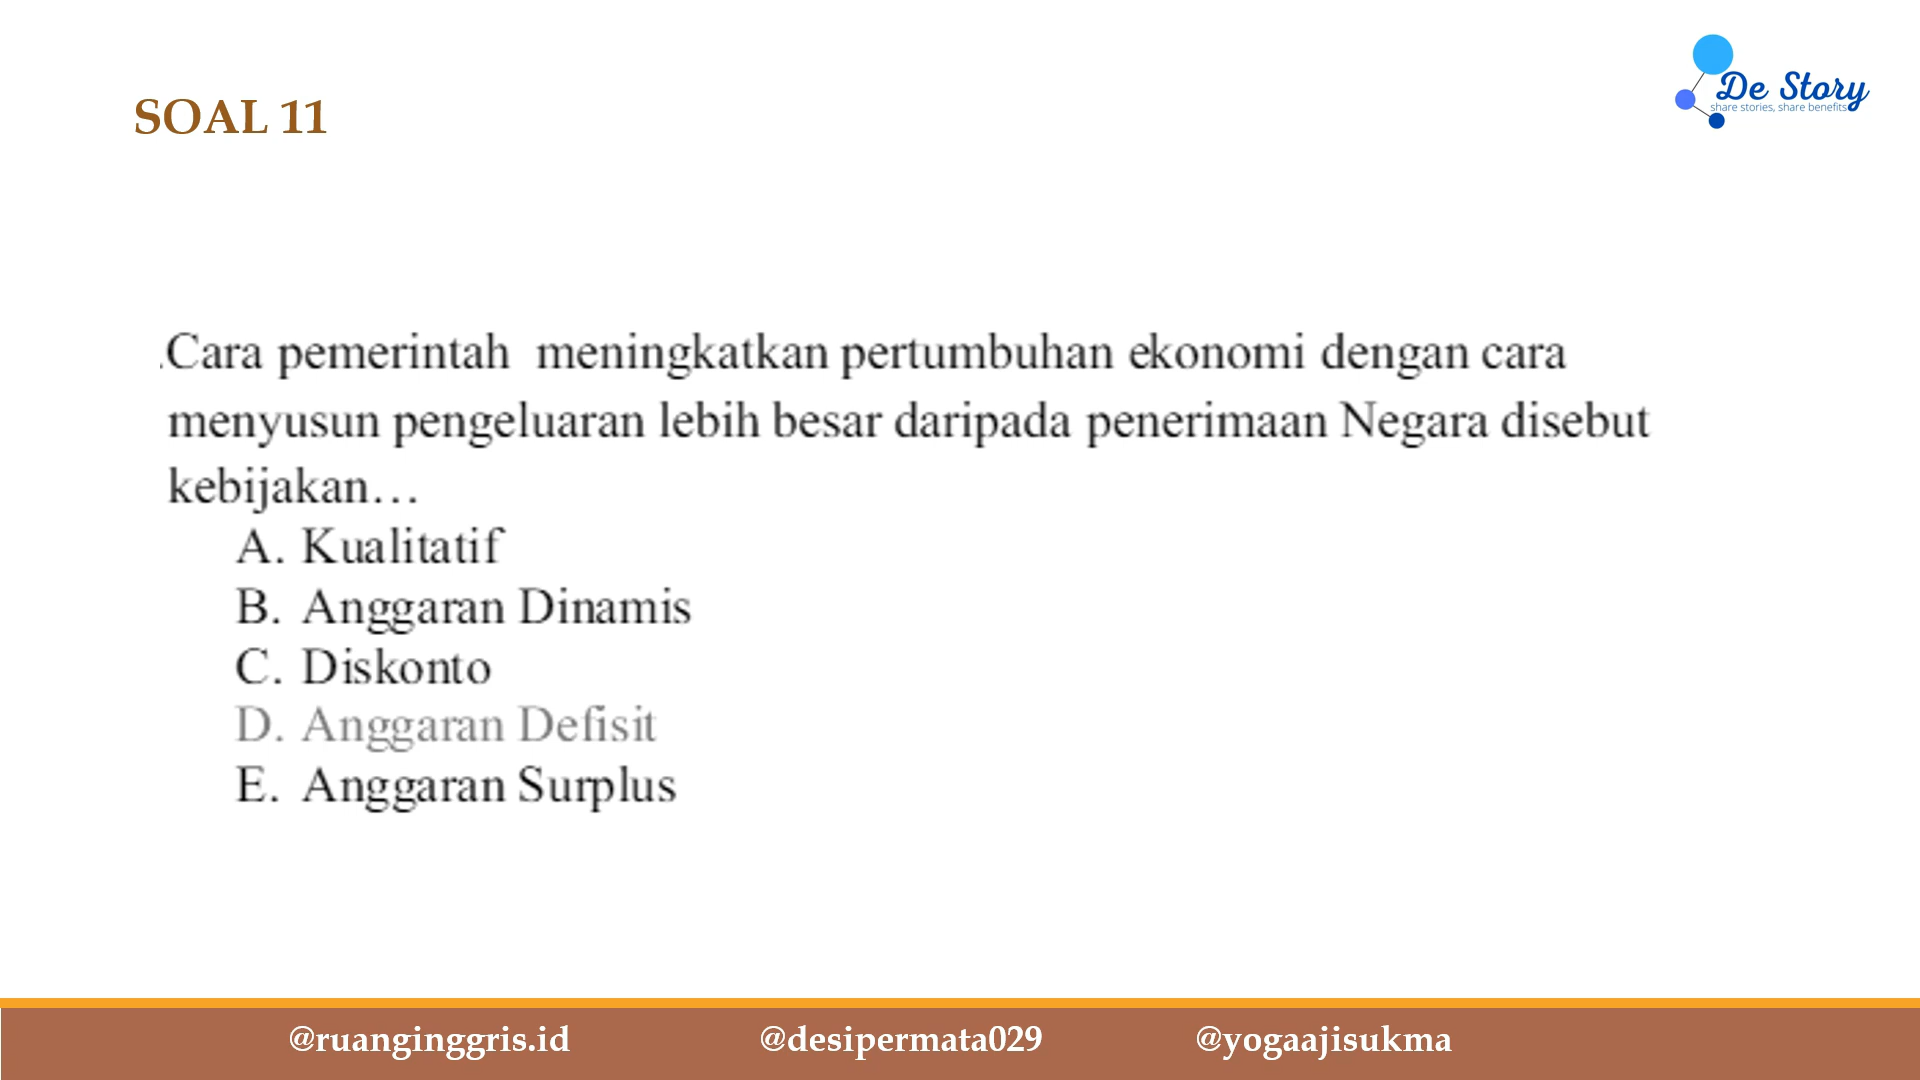 De Story
share stories, share benefits
SOAL 11
.Cara pemerintah meningkatkan pertumbuhan ekonomi dengan cara
menyusun pengeluaran lebih besar daripada penerimaan Negara disebut
kebijakan…
A. Kualitatif
B. Anggaran Dinamis
C. Diskonto
D. Anggaran Defisit
E. Anggaran Surplus
@ruanginggris.id @desipermata029 @yogaajisukma